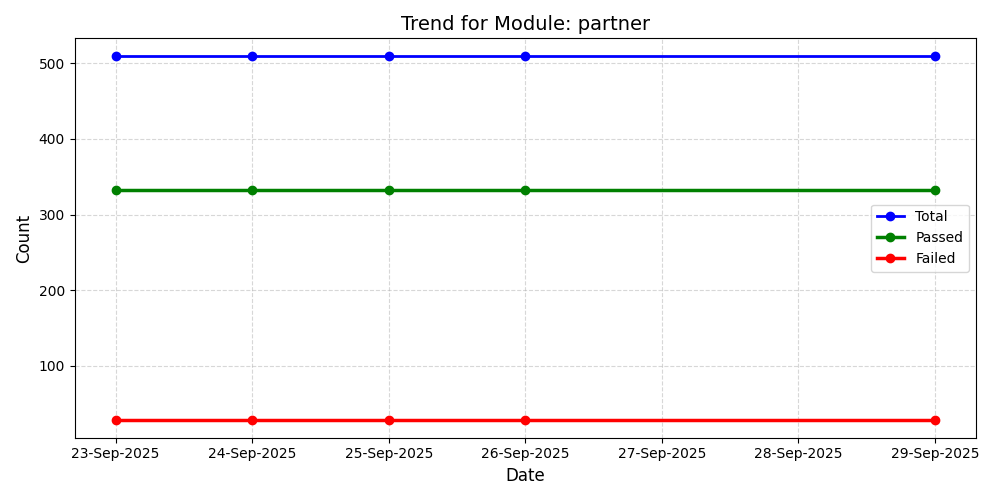 Trend for Module: partner
500
400
300
200
100
Count
Total
Passed
Failed
23-Sep-2025 24-Sep-2025 25-Sep-2025 26-Sep-2025 27-Sep-2025 28-Sep-2025 29-Sep-2025
Date